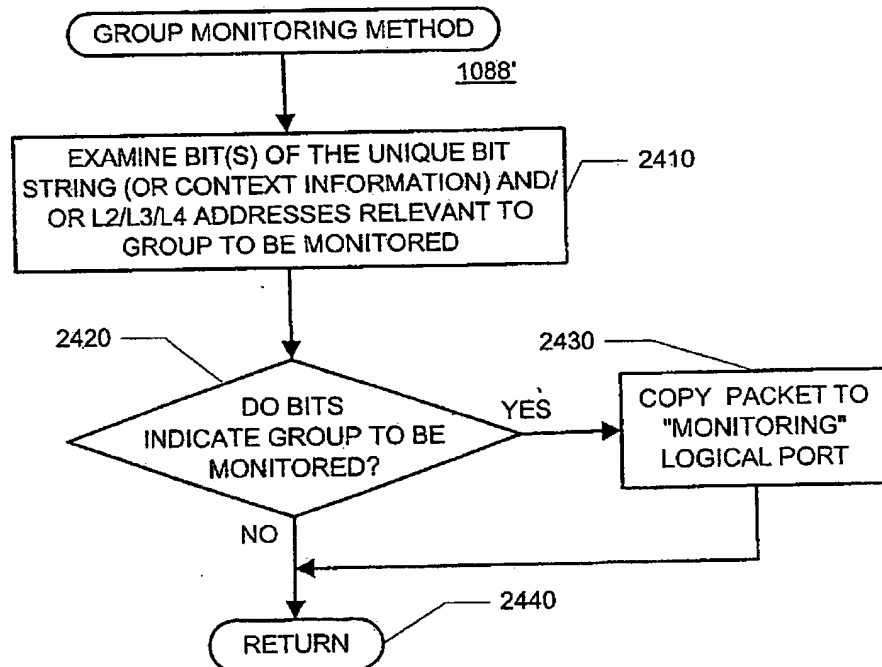 GROUP MONITORING METHOD
1088'
EXAMINE BIT(S) OF THE UNIQUE BIT
STRING (OR CONTEXT INFORMATION) AND/
OR L2/L3/L4 ADDRESSES RELEVANT TO
GROUP TO BE MONITORED
2410
2420
DO BITS
INDICATE GROUP TO BE
MONITORED?
YES
2430
COPY PACKET TO
"MONITORING"
LOGICAL PORT
NO
RETURN
2440